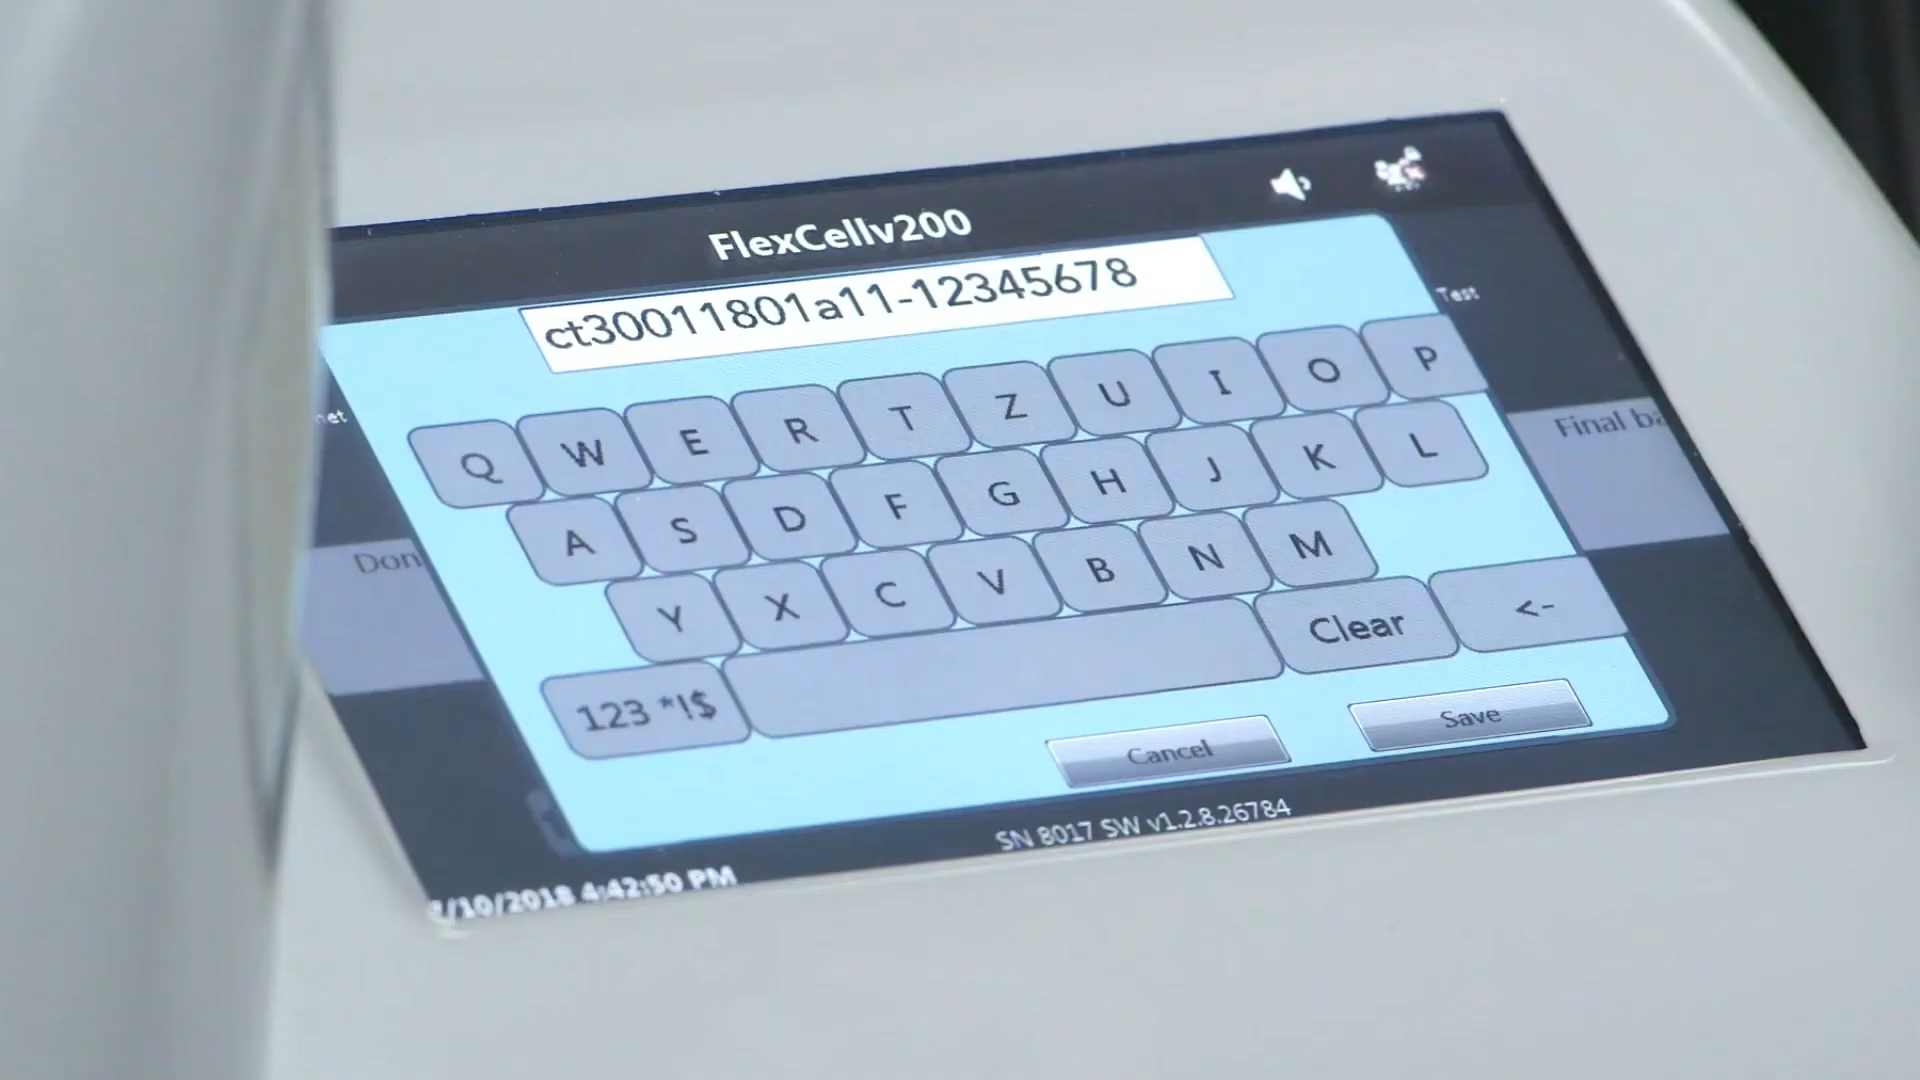 FlexCellv200
ct30011801a11-12345678
Test
Q W E R T Z U I O P
A S D F G H J K L
Y X C V B N M
123 *!$ Clear <-
Cancel Save
Final
SN 8017 SW v1.2.8.26784
/10/2018 4:42:50 PM